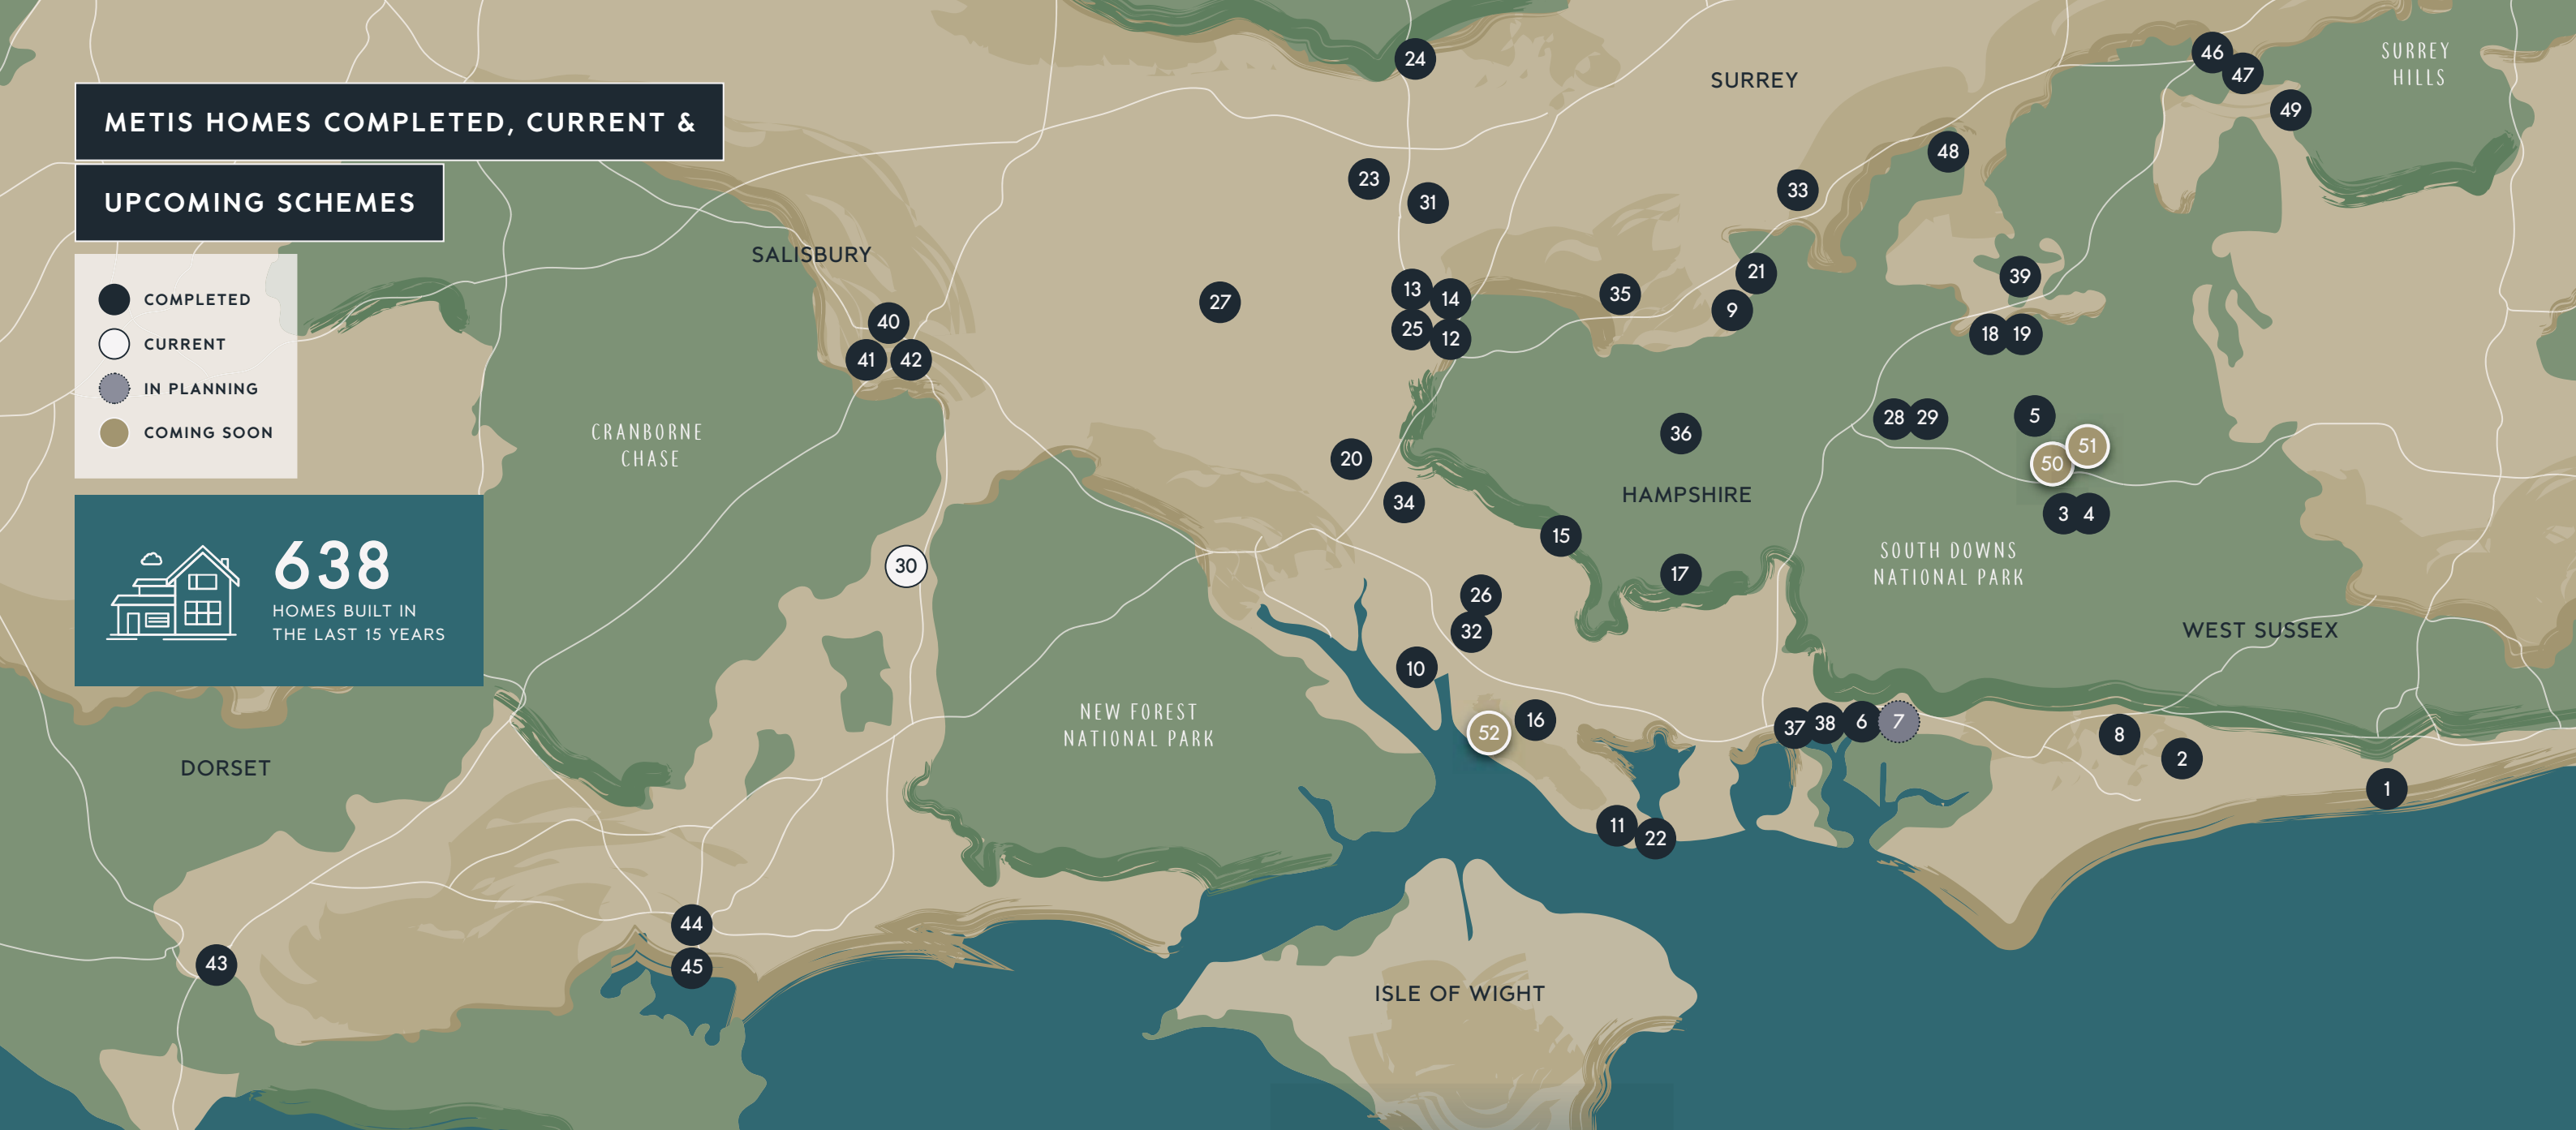 METIS HOMES COMPLETED, CURRENT &
UPCOMING SCHEMES
COMPLETED
CURRENT
IN PLANNING
COMING SOON
638
HOMES BUILT IN
THE LAST 15 YEARS
SURREY
HILLS
SURREY
SALISBURY
CRANBORNE
CHASE
HAMPSHIRE
SOUTH DOWNS
NATIONAL PARK
WEST SUSSEX
NEW FOREST
NATIONAL PARK
DORSET
ISLE OF WIGHT
24
46
47
49
48
23
31
33
21
39
13
14
35
27
9
25
12
18
19
40
41
42
28
29
5
36
51
50
20
34
3
4
15
30
17
26
32
10
52
16
37
38
6
7
8
2
1
11
22
44
45
43